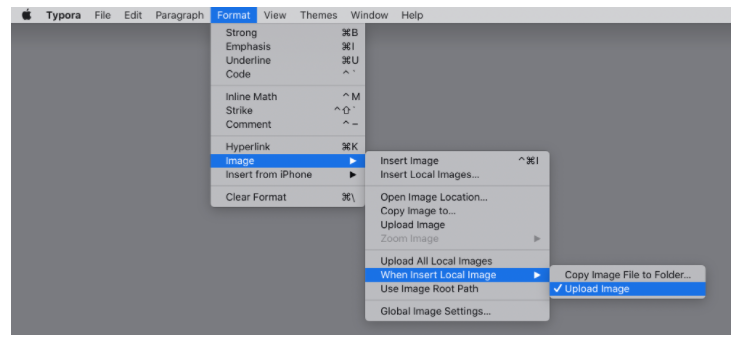 Typora File Edit Paragraph Format View Themes Window Help
Strong ⌘B
Emphasis ⌘I
Underline ⌘U
Code ^`
Inline Math ^M
Strike ^⇧`
Comment ^–
Hyperlink ⌘K
Image ▶
Insert from iPhone ▶
Clear Format ⌘\
Insert Image ^⌘I
Insert Local Images...
Open Image Location...
Copy Image to...
Upload Image
Zoom Image ▶
Upload All Local Images
When Insert Local Image ▶
Use Image Root Path
Global Image Settings...
Copy Image File to Folder...
✓ Upload Image